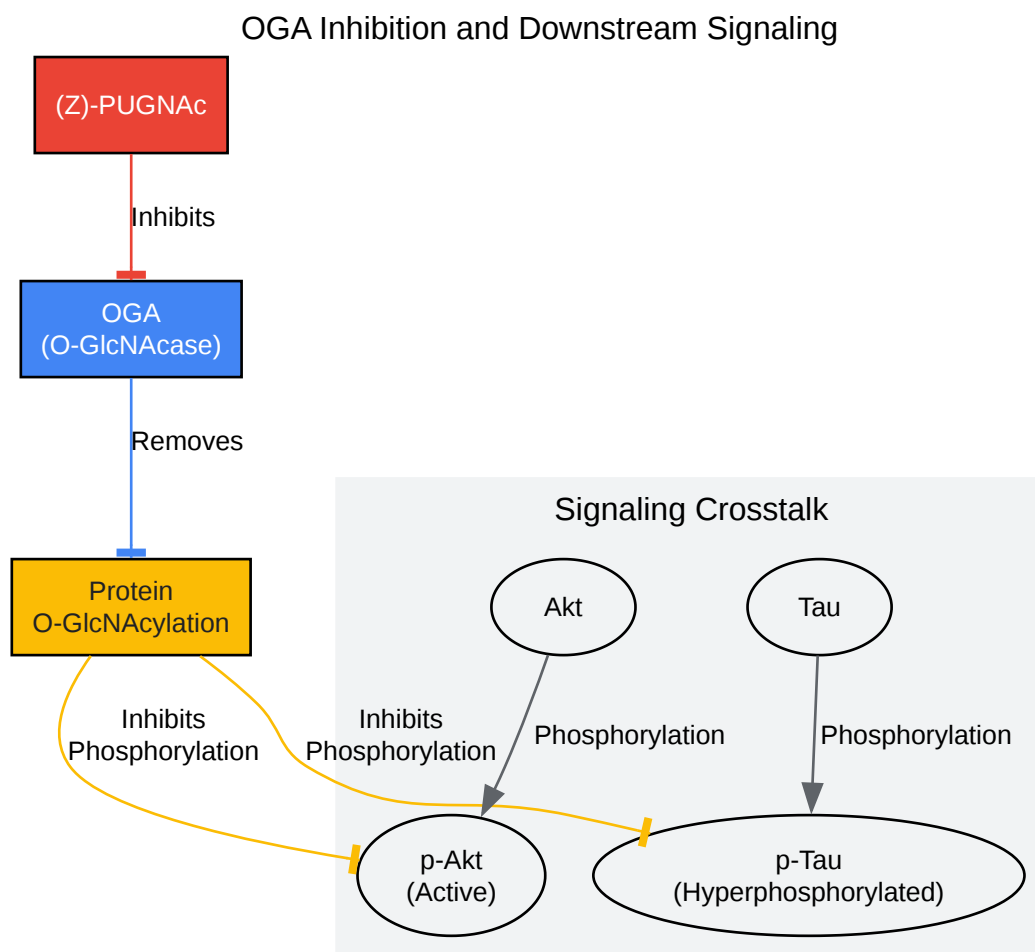 OGA Inhibition and Downstream Signaling
(Z)-PUGNAc
Inhibits
OGA
(O-GlcNAcase)
Removes
Protein
O-GlcNAcylation
Signaling Crosstalk
Akt
Tau
Inhibits
Phosphorylation
Inhibits
Phosphorylation
Phosphorylation
Phosphorylation
p-Akt
(Active)
p-Tau
(Hyperphosphorylated)